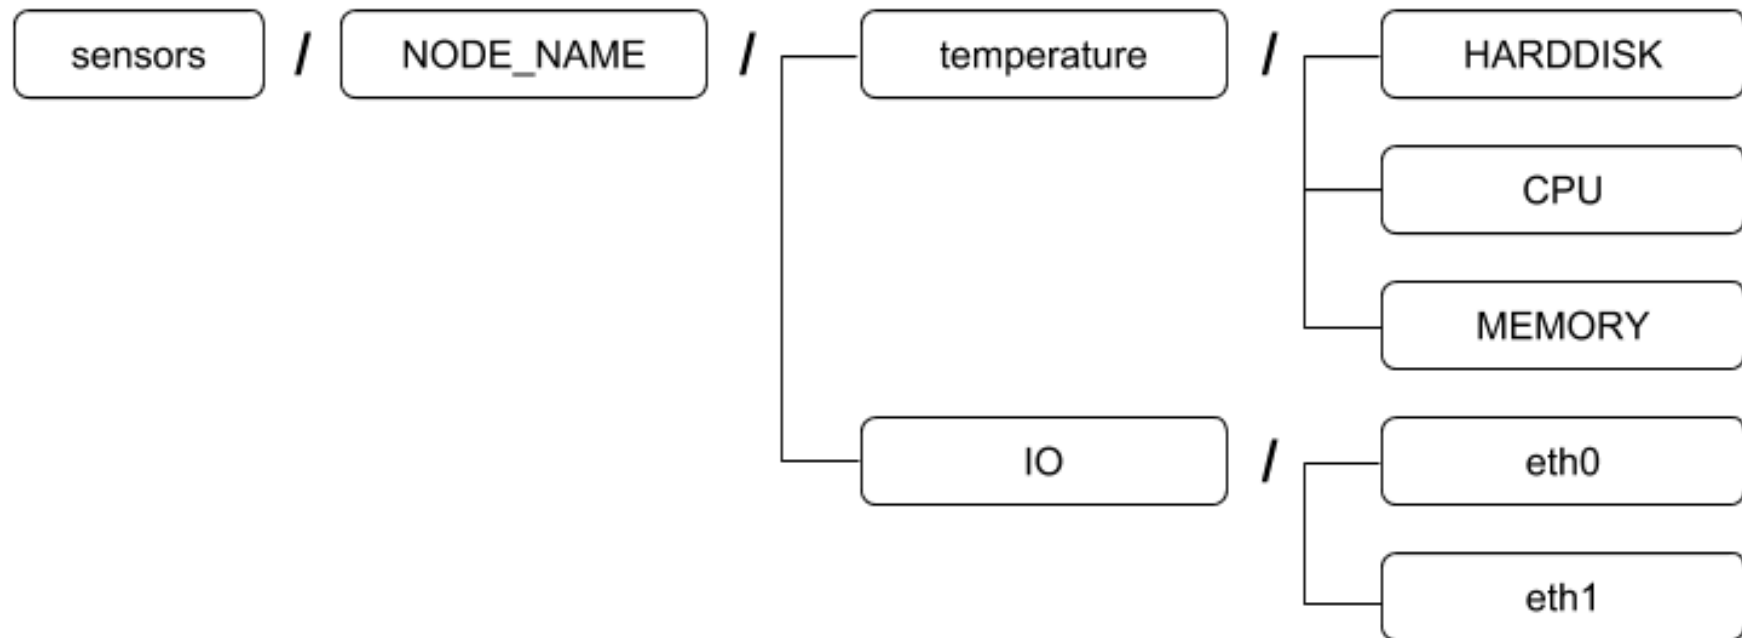 sensors / NODE_NAME / temperature / HARDDISK
CPU
MEMORY
IO / eth0
eth1